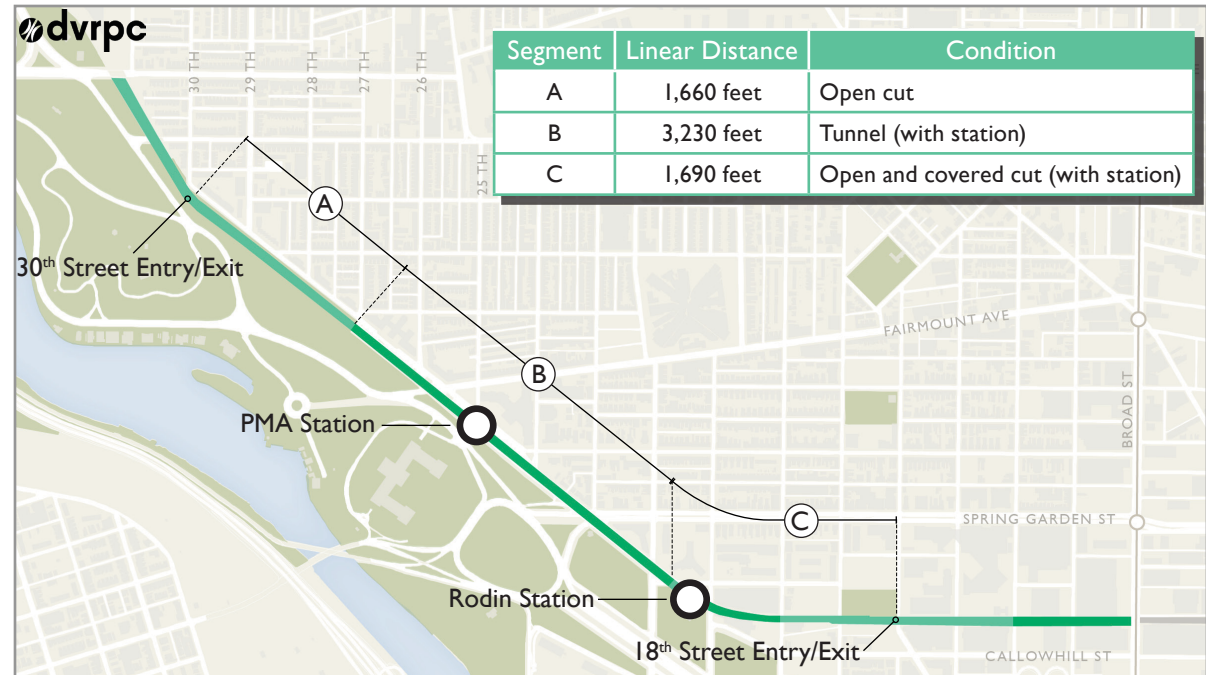 dvrpc
Segment Linear Distance Condition
A 1,660 feet Open cut
B 3,230 feet Tunnel (with station)
C 1,690 feet Open and covered cut (with station)
30 TH
29 TH
28 TH
27 TH
26 TH
25 TH
A
30th Street Entry/Exit
FAIRMOUNT AVE
B
BROAD ST
PMA Station
C
SPRING GARDEN ST
Rodin Station
18th Street Entry/Exit
CALLOWHILL ST